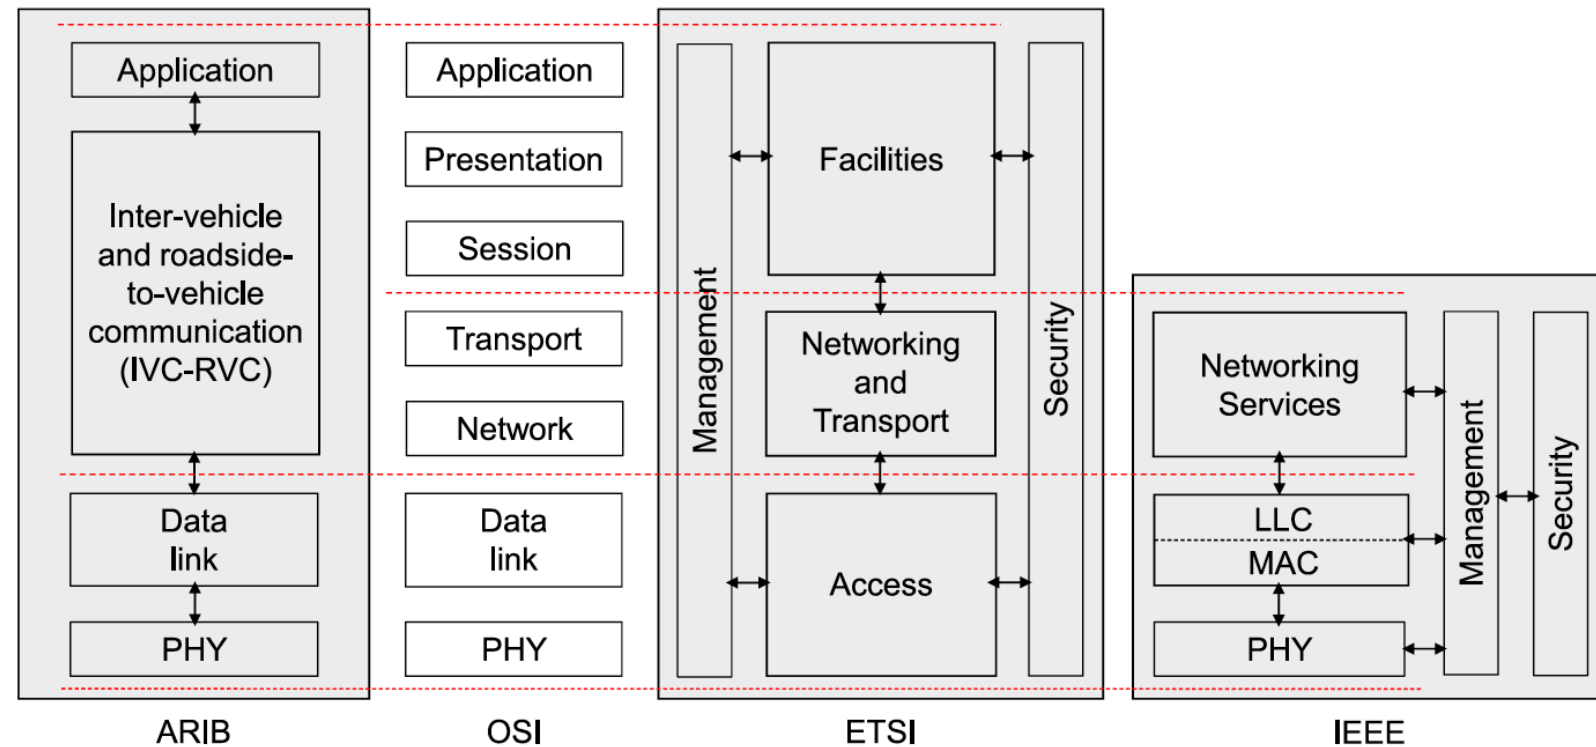 Application
Inter-vehicle
and roadside-
to-vehicle
communication
(IVC-RVC)
Data
link
PHY
ARIB
Application
Presentation
Session
Transport
Network
Data
link
PHY
OSI
Management
Facilities
Networking
and
Transport
Access
Security
ETSI
Networking
Services
LLC
MAC
PHY
Management
Security
IEEE